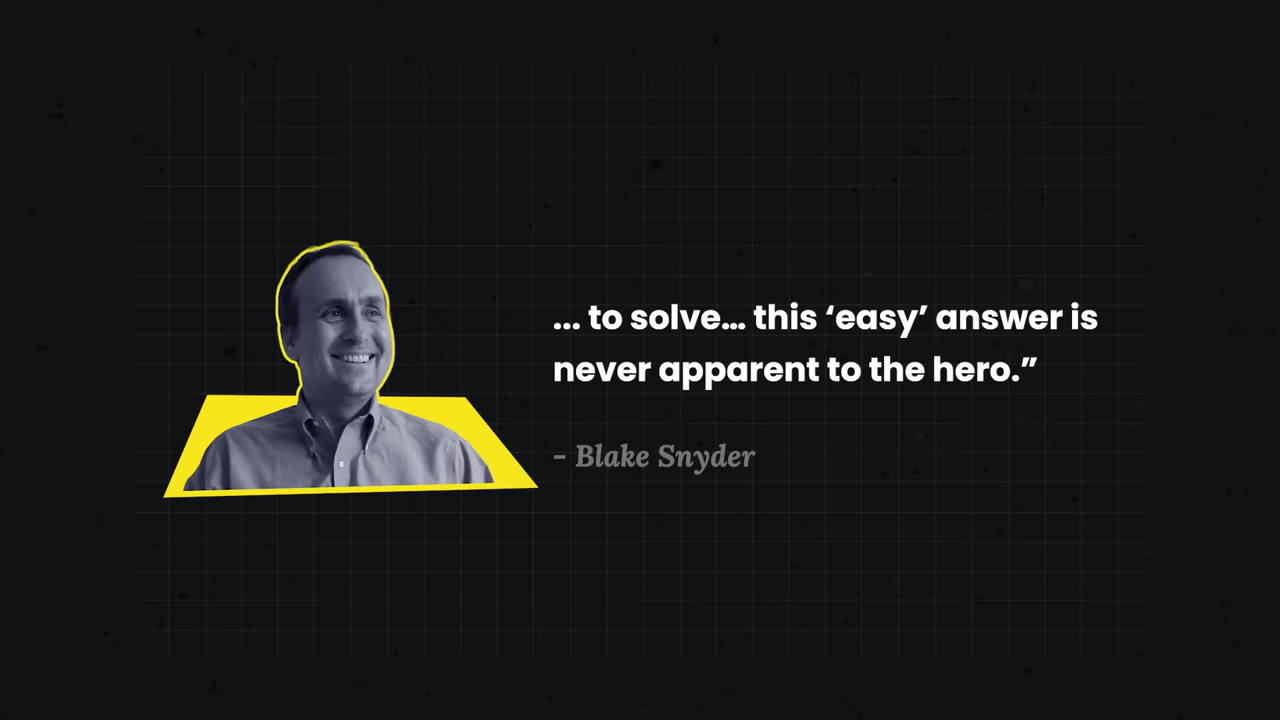 ... to solve... this ‘easy’ answer is
never apparent to the hero.”
– Blake Snyder